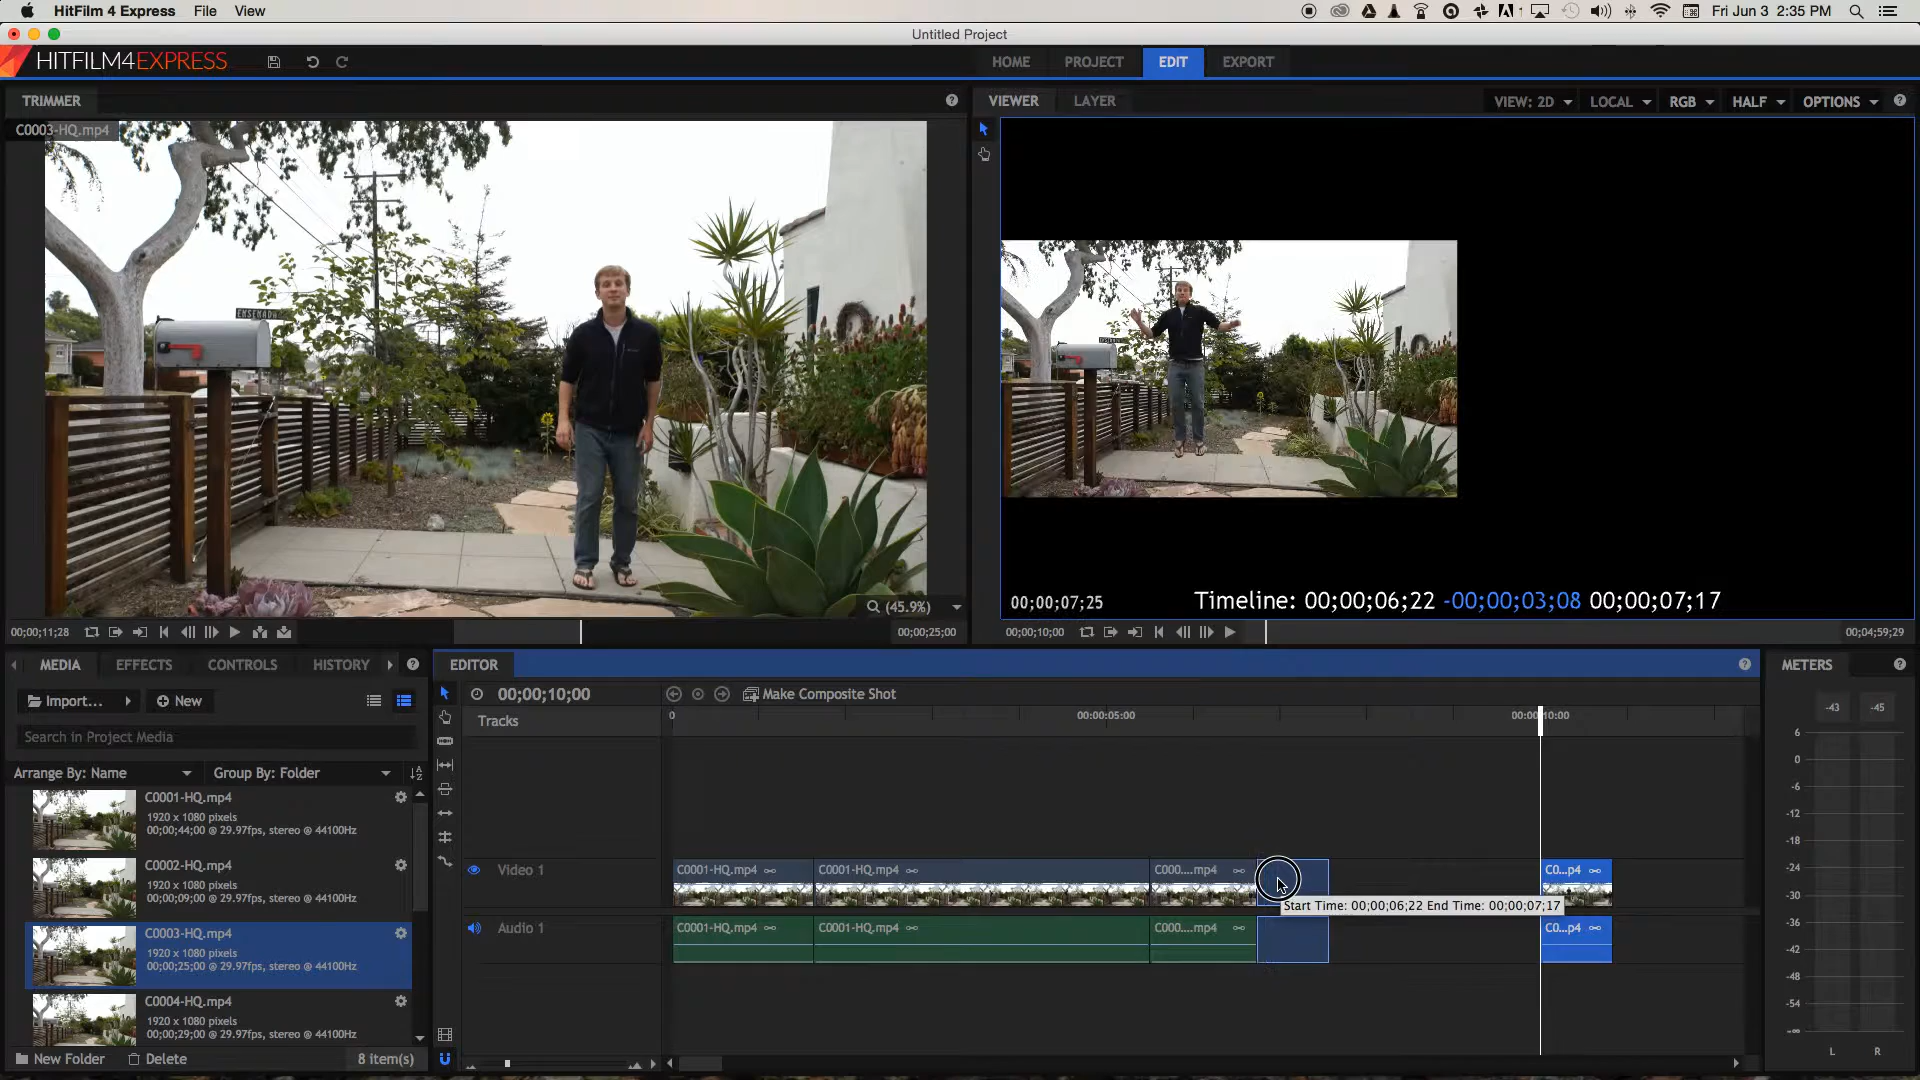 HitFilm 4 Express File View Fri Jun 3 2:35 PM
Untitled Project
HITFILM4EXPRESS HOME PROJECT EDIT EXPORT
TRIMMER VIEWER LAYER VIEW: 2D LOCAL RGB HALF OPTIONS
C0003-HQ.mp4
ENSENADA
(45.9%)
00;00;07;25 Timeline: 00;00;06;22 -00;00;03;08 00;00;07;17
00;00;11;28 00;00;25;00 00;00;10;00 00;04;59;29
MEDIA EFFECTS CONTROLS HISTORY EDITOR METERS
Import... New 00;00;10;00 Make Composite Shot -43 -45
Tracks 0 00:00:05:00 00:00:10:00
Search in Project Media
Arrange By: Name Group By: Folder
C0001-HQ.mp4
1920 x 1080 pixels
00;00;44;09 @ 29.97fps, stereo @ 44100Hz
C0002-HQ.mp4
1920 x 1080 pixels
00;00;09;09 @ 29.97fps, stereo @ 44100Hz
C0003-HQ.mp4
1920 x 1080 pixels
00;00;25;00 @ 29.97fps, stereo @ 44100Hz
C0004-HQ.mp4
1920 x 1080 pixels
00;00;29;00 @ 29.97fps, stereo @ 44100Hz
New Folder Delete 8 item(s)
Video 1 C0001-HQ.mp4 C0001-HQ.mp4 C000....mp4 C0...p4
Start Time: 00;00;06;22 End Time: 00;00;07;17
Audio 1 C0001-HQ.mp4 C0001-HQ.mp4 C000....mp4 C0...p4
6
0
-6
-12
-18
-24
-30
-36
-42
-48
-54
-∞
L R